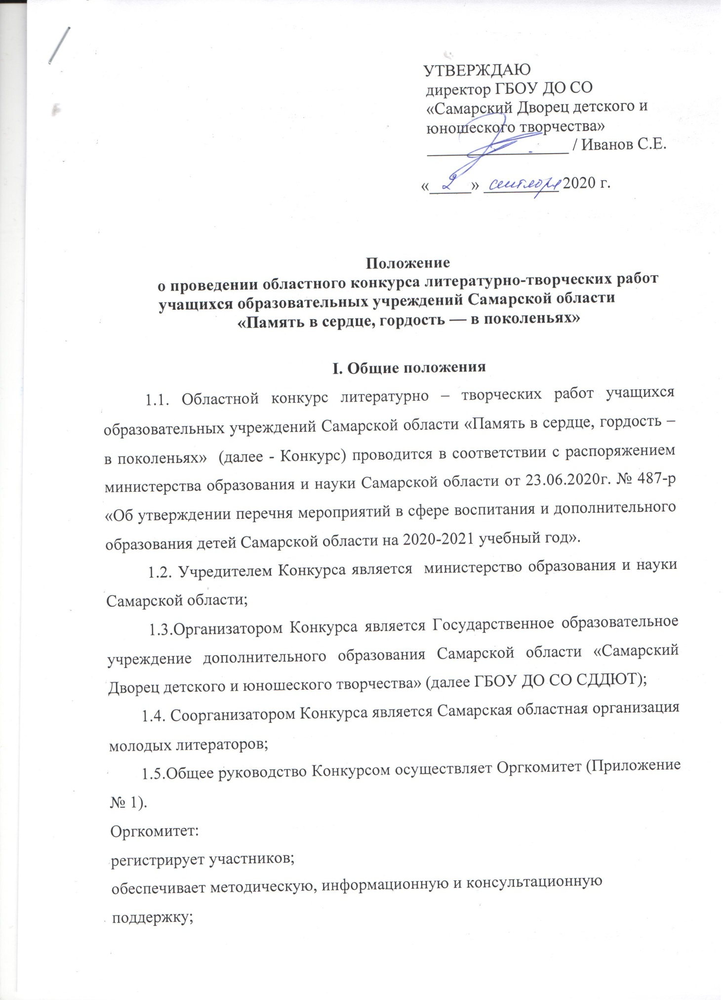 УТВЕРЖДАЮ
директор ГБОУ ДО СО
«Самарский Дворец детского и
юношеского творчества»
_________________ / Иванов С.Е.
«__2__» сентября 2020 г.
Положение
о проведении областного конкурса литературно-творческих работ
учащихся образовательных учреждений Самарской области
«Память в сердце, гордость — в поколеньях»
I. Общие положения
1.1. Областной конкурс литературно – творческих работ учащихся
образовательных учреждений Самарской области «Память в сердце, гордость –
в поколеньях» (далее - Конкурс) проводится в соответствии с распоряжением
министерства образования и науки Самарской области от 23.06.2020г. № 487-р
«Об утверждении перечня мероприятий в сфере воспитания и дополнительного
образования детей Самарской области на 2020-2021 учебный год».
1.2. Учредителем Конкурса является министерство образования и науки
Самарской области;
1.3.Организатором Конкурса является Государственное образовательное
учреждение дополнительного образования Самарской области «Самарский
Дворец детского и юношеского творчества» (далее ГБОУ ДО СО СДДЮТ);
1.4. Соорганизатором Конкурса является Самарская областная организация
молодых литераторов;
1.5.Общее руководство Конкурсом осуществляет Оргкомитет (Приложение
№ 1).
Оргкомитет:
регистрирует участников;
обеспечивает методическую, информационную и консультационную
поддержку;